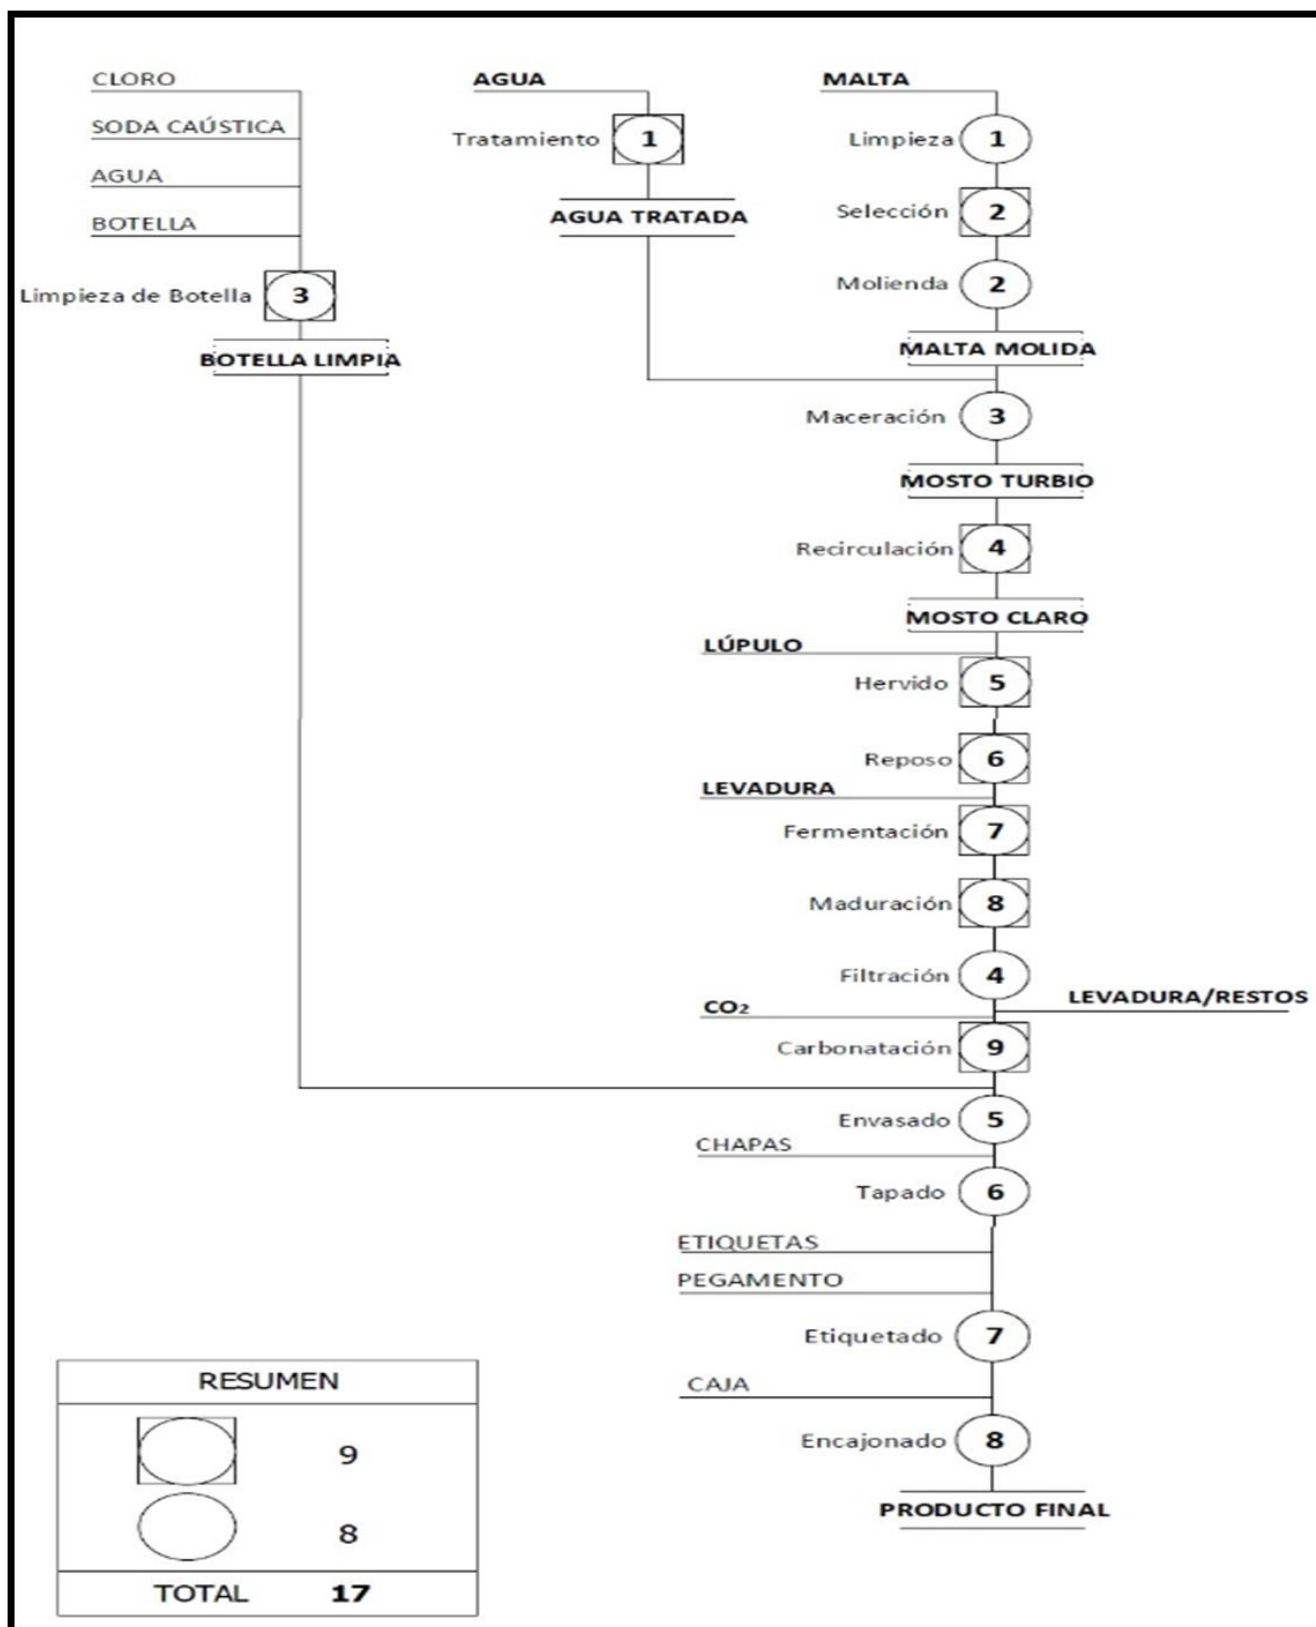 CLORO
SODA CAÚSTICA
AGUA
BOTELLA
Limpieza de Botella 3
BOTELLA LIMPIA
AGUA
Tratamiento 1
AGUA TRATADA
MALTA
Limpieza 1
Selección 2
Molienda 2
MALTA MOLIDA
Maceración 3
MOSTO TURBIO
Recirculación 4
MOSTO CLARO
LÚPULO
Hervido 5
Reposo 6
LEVADURA
Fermentación 7
Maduración 8
Filtración 4
LEVADURA/RESTOS
CO₂
Carbonatación 9
Envasado 5
CHAPAS
Tapado 6
ETIQUETAS
PEGAMENTO
Etiquetado 7
CAJA
Encajonado 8
PRODUCTO FINAL
RESUMEN
9
8
TOTAL 17